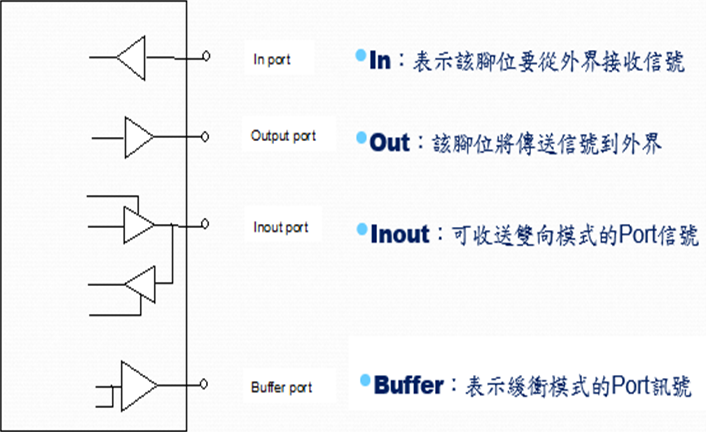 In port
•In：表示該腳位要從外界接收信號
Output port
•Out：該腳位將傳送信號到外界
Inout port
•Inout：可收送雙向模式的Port信號
Buffer port
•Buffer：表示緩衝模式的Port訊號